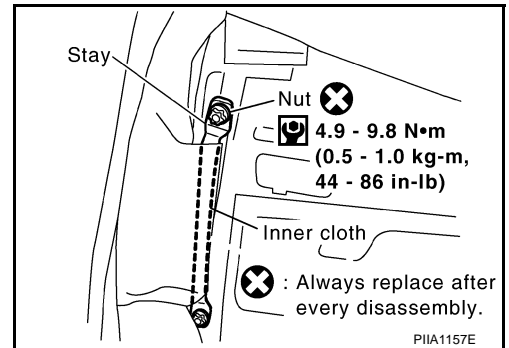 Stay
Nut
4.9 - 9.8 N•m
(0.5 - 1.0 kg-m,
44 - 86 in-lb)
Inner cloth
: Always replace after
every disassembly.
PIIA1157E